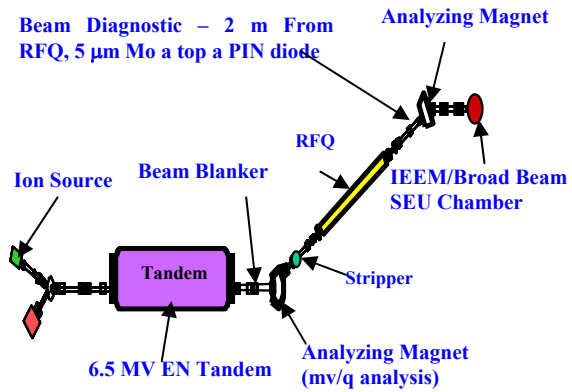 Beam Diagnostic – 2 m From
RFQ, 5 μm Mo a top a PIN diode
Analyzing Magnet
RFQ
IEEM/Broad Beam
SEU Chamber
Ion Source
Beam Blanker
Tandem
Stripper
6.5 MV EN Tandem
Analyzing Magnet
(mv/q analysis)